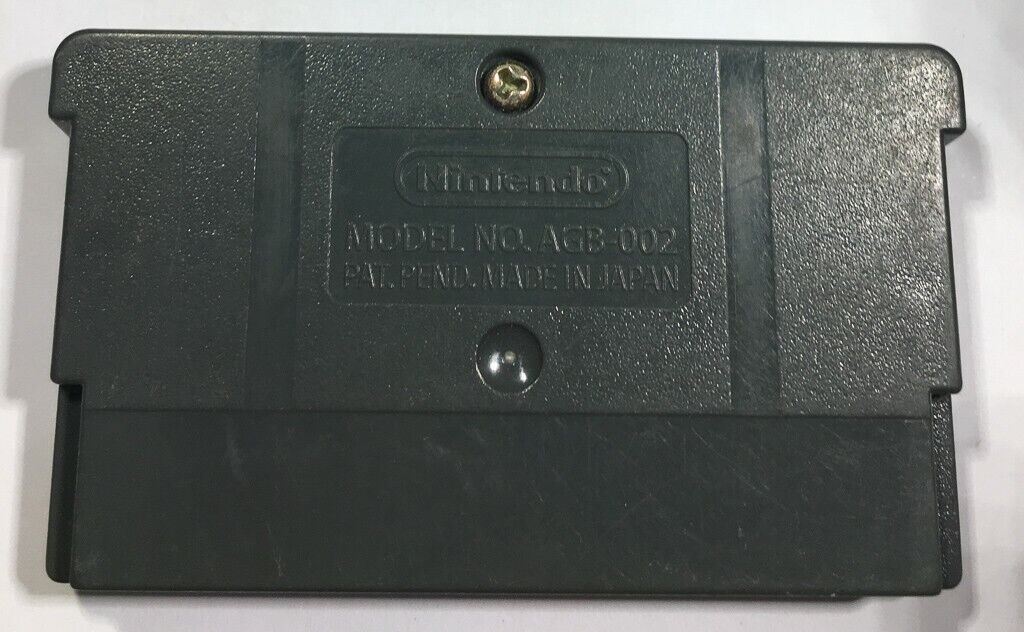 Nintendo
MODEL NO. AGB-002
PAT. PEND. MADE IN JAPAN